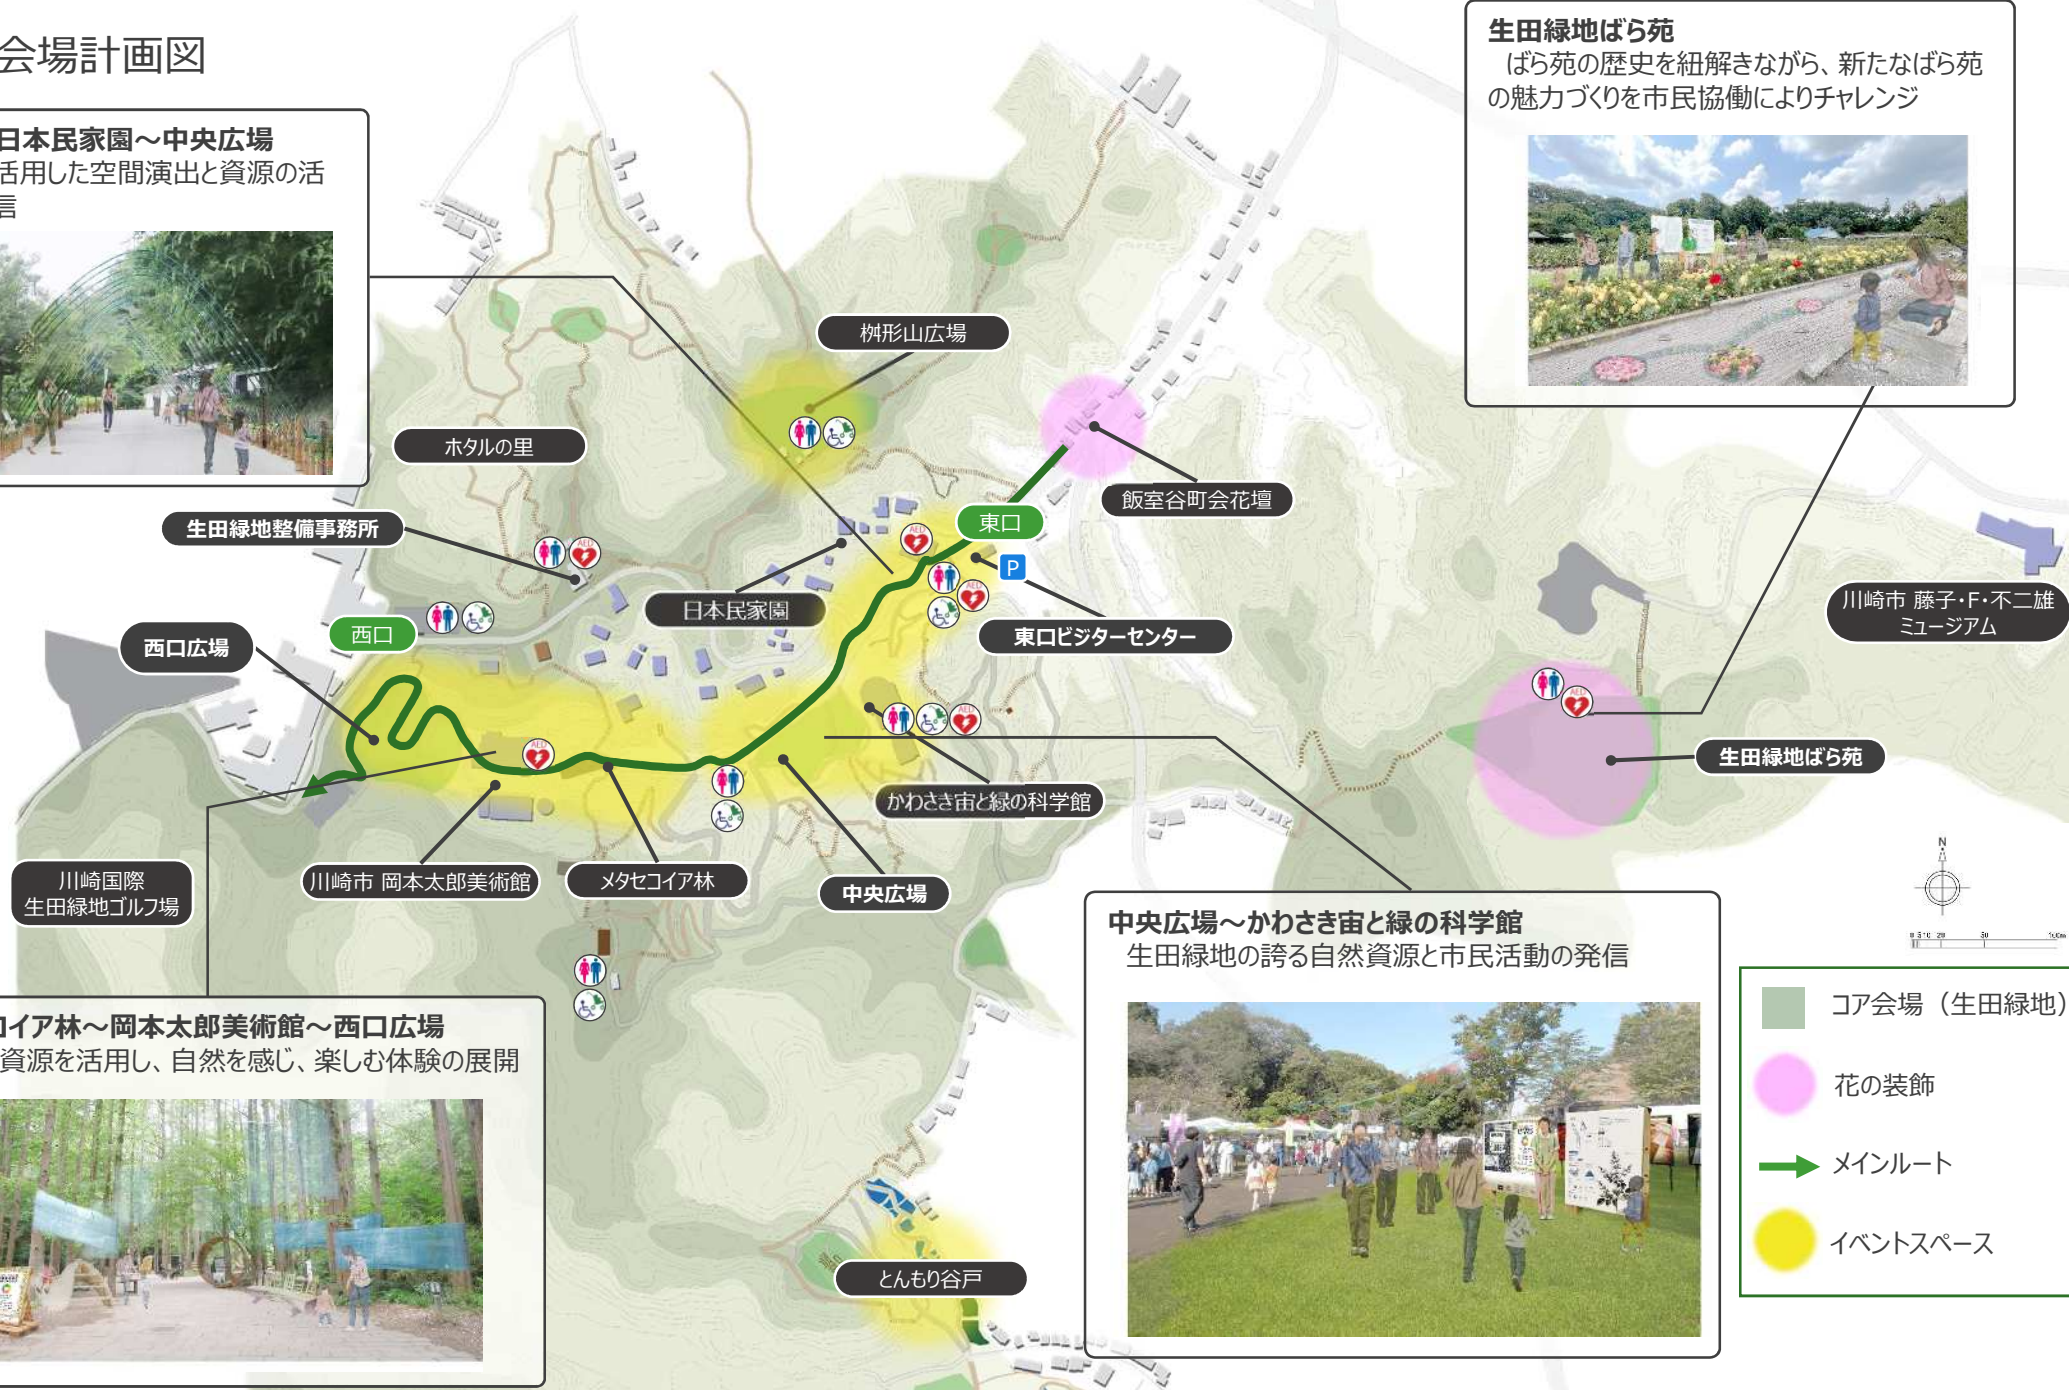 会場計画図
日本民家園～中央広場
活用した空間演出と資源の活
言
生田緑地ばら苑
ばら苑の歴史を紐解きながら、新たなばら苑
の魅力づくりを市民協働によりチャレンジ
桝形山広場
ホタルの里
飯室谷町会花壇
東口
生田緑地整備事務所
AED
AED
P
AED
日本民家園
川崎市 藤子・F・不二雄
ミュージアム
西口
西口広場
東口ビジターセンター
AED
AED
AED
生田緑地ばら苑
かわさき宙と緑の科学館
川崎国際
生田緑地ゴルフ場
川崎市 岡本太郎美術館
メタセコイア林
中央広場
N
0 5 10 20 50 100m
中央広場～かわさき宙と緑の科学館
生田緑地の誇る自然資源と市民活動の発信
コイア林～岡本太郎美術館～西口広場
資源を活用し、自然を感じ、楽しむ体験の展開
とんもり谷戸
コア会場（生田緑地）
花の装飾
メインルート
イベントスペース